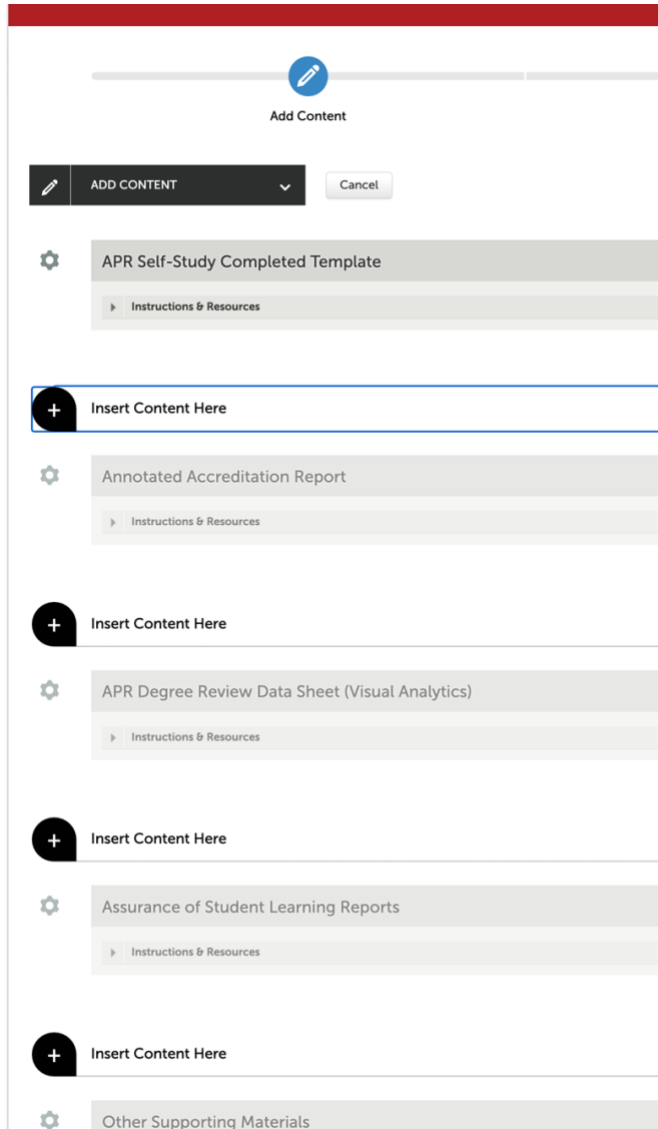 Add Content
ADD CONTENT
Cancel
APR Self-Study Completed Template
Instructions & Resources
Insert Content Here
Annotated Accreditation Report
Instructions & Resources
Insert Content Here
APR Degree Review Data Sheet (Visual Analytics)
Instructions & Resources
Insert Content Here
Assurance of Student Learning Reports
Instructions & Resources
Insert Content Here
Other Supporting Materials